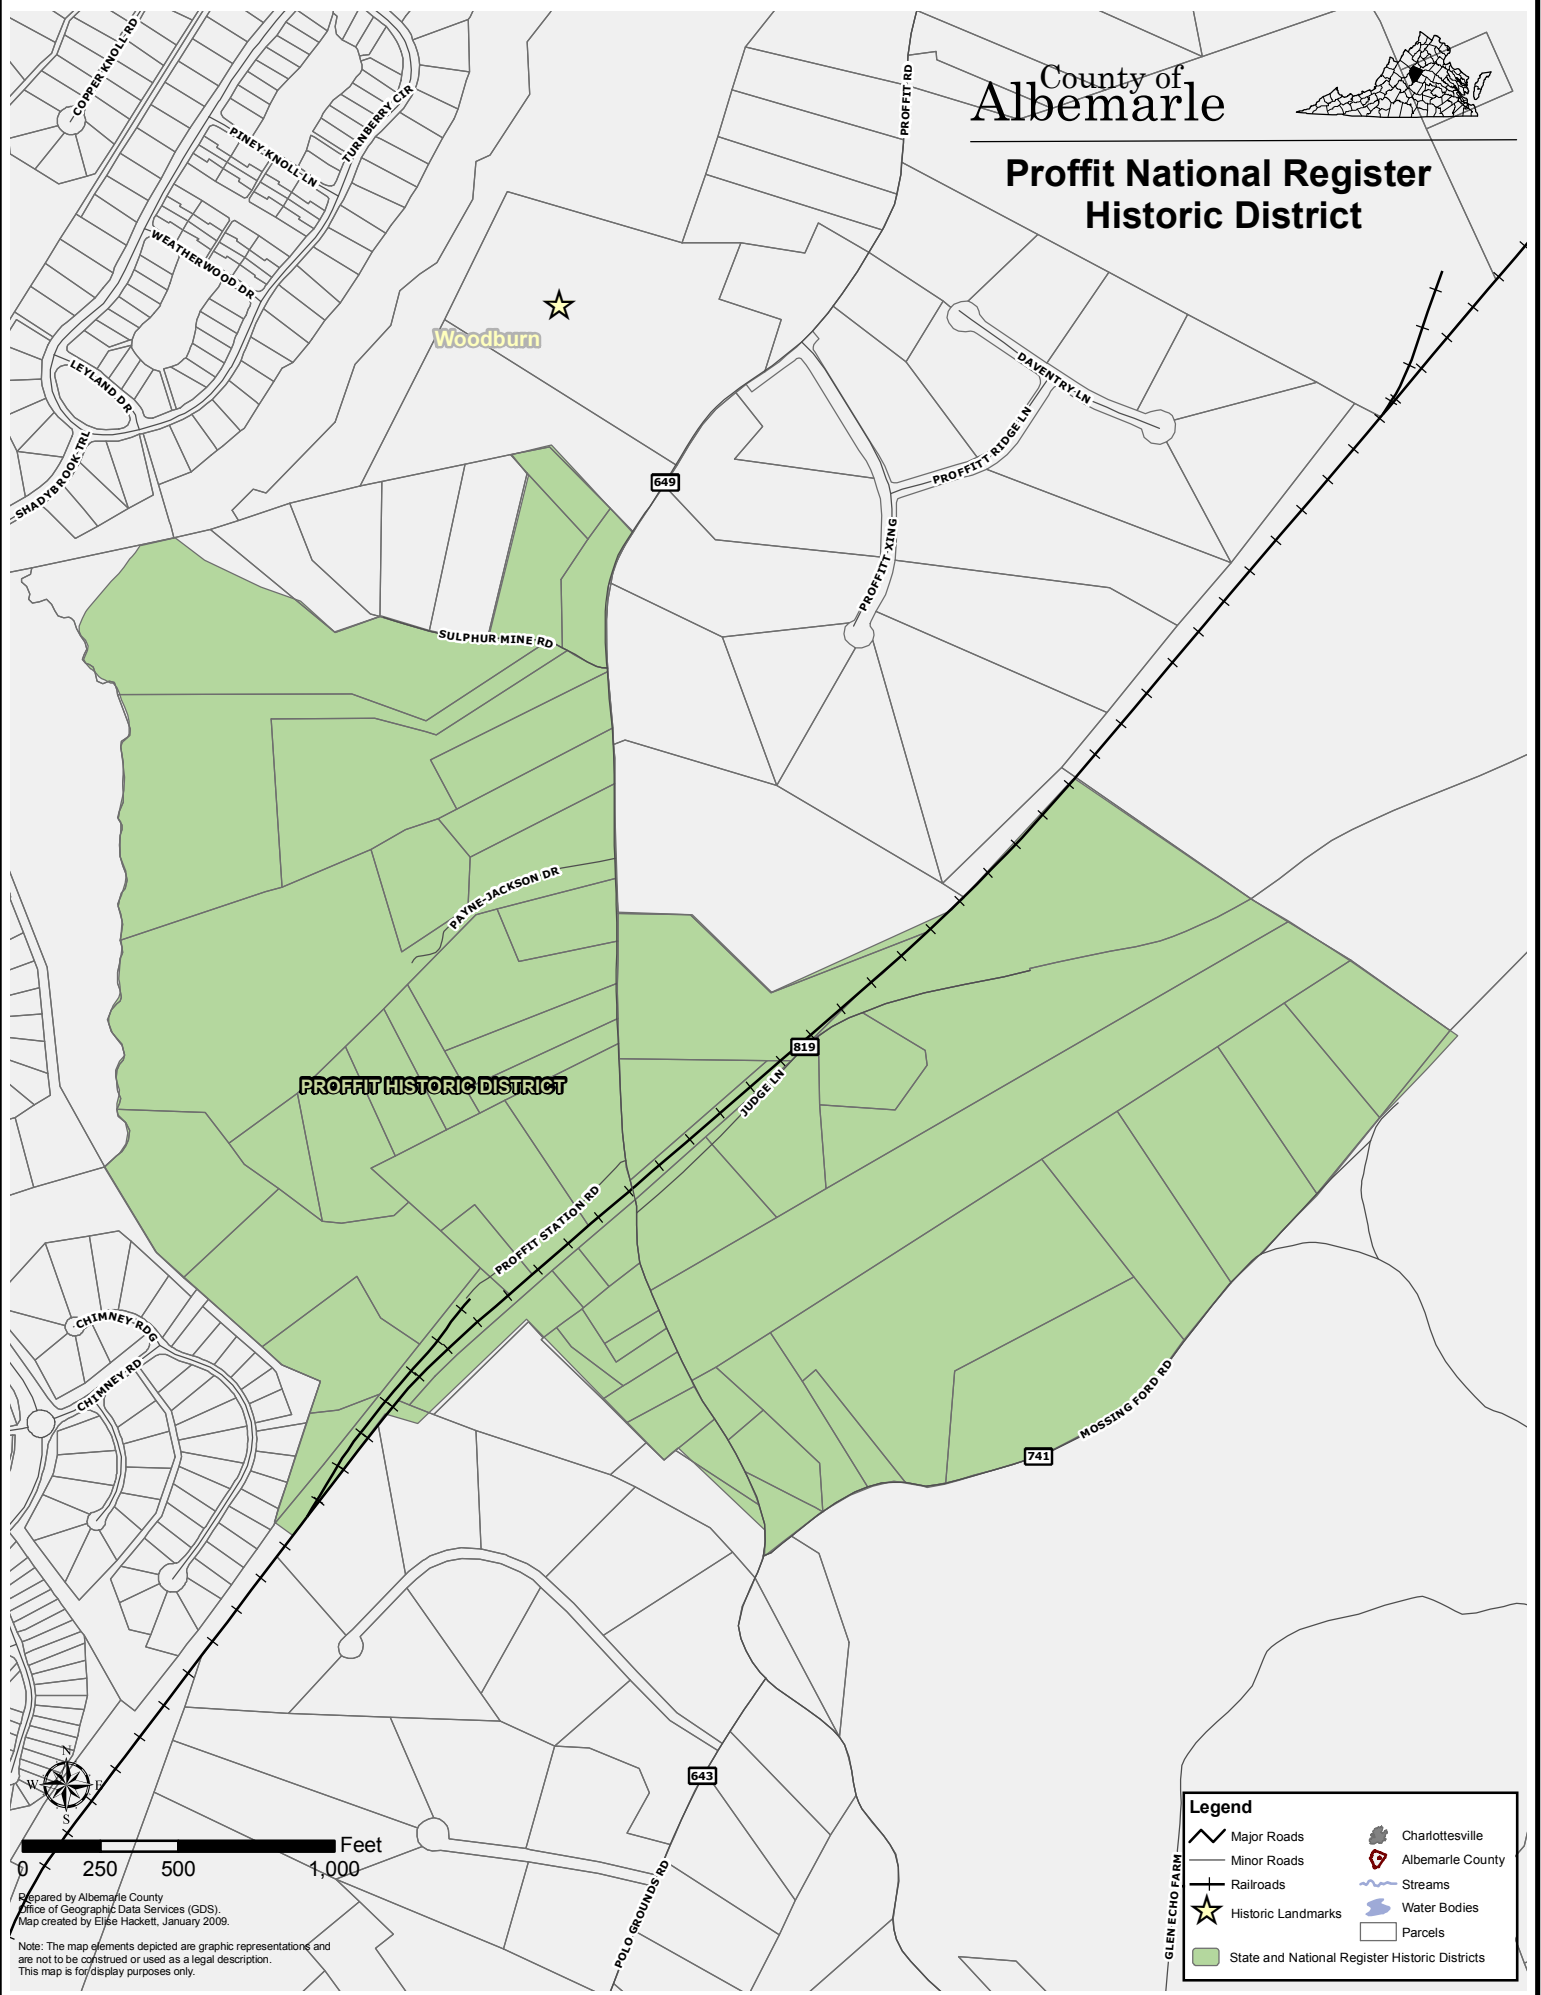 COPPER KNOLL RD
PINEY KNOLL LN
TURNBERRY CIR
WEATHERWOOD DR
LEYLAND DR
SHADYBROOK TRL
PROFFIT RD
County of
Albemarle
Proffit National Register
Historic District
Woodburn
DAVENTRY LN
PROFFITT RIDGE LN
649
PROFFITT XING
SULPHUR MINE RD
PAYNE-JACKSON DR
819
JUDGE LN
PROFFIT HISTORIC DISTRICT
PROFFIT STATION RD
CHIMNEY RDG
CHIMNEY RD
MOSSING FORD RD
741
643
POLO GROUNDS RD
GLEN ECHO FARM
N
W E
S
Feet
0 250 500 1,000
Prepared by Albemarle County
Office of Geographic Data Services (GDS).
Map created by Elise Hackett, January 2009.
Note: The map elements depicted are graphic representations and
are not to be construed or used as a legal description.
This map is for display purposes only.
Legend
Major Roads
Minor Roads
Railroads
Historic Landmarks
Charlottesville
Albemarle County
Streams
Water Bodies
Parcels
State and National Register Historic Districts